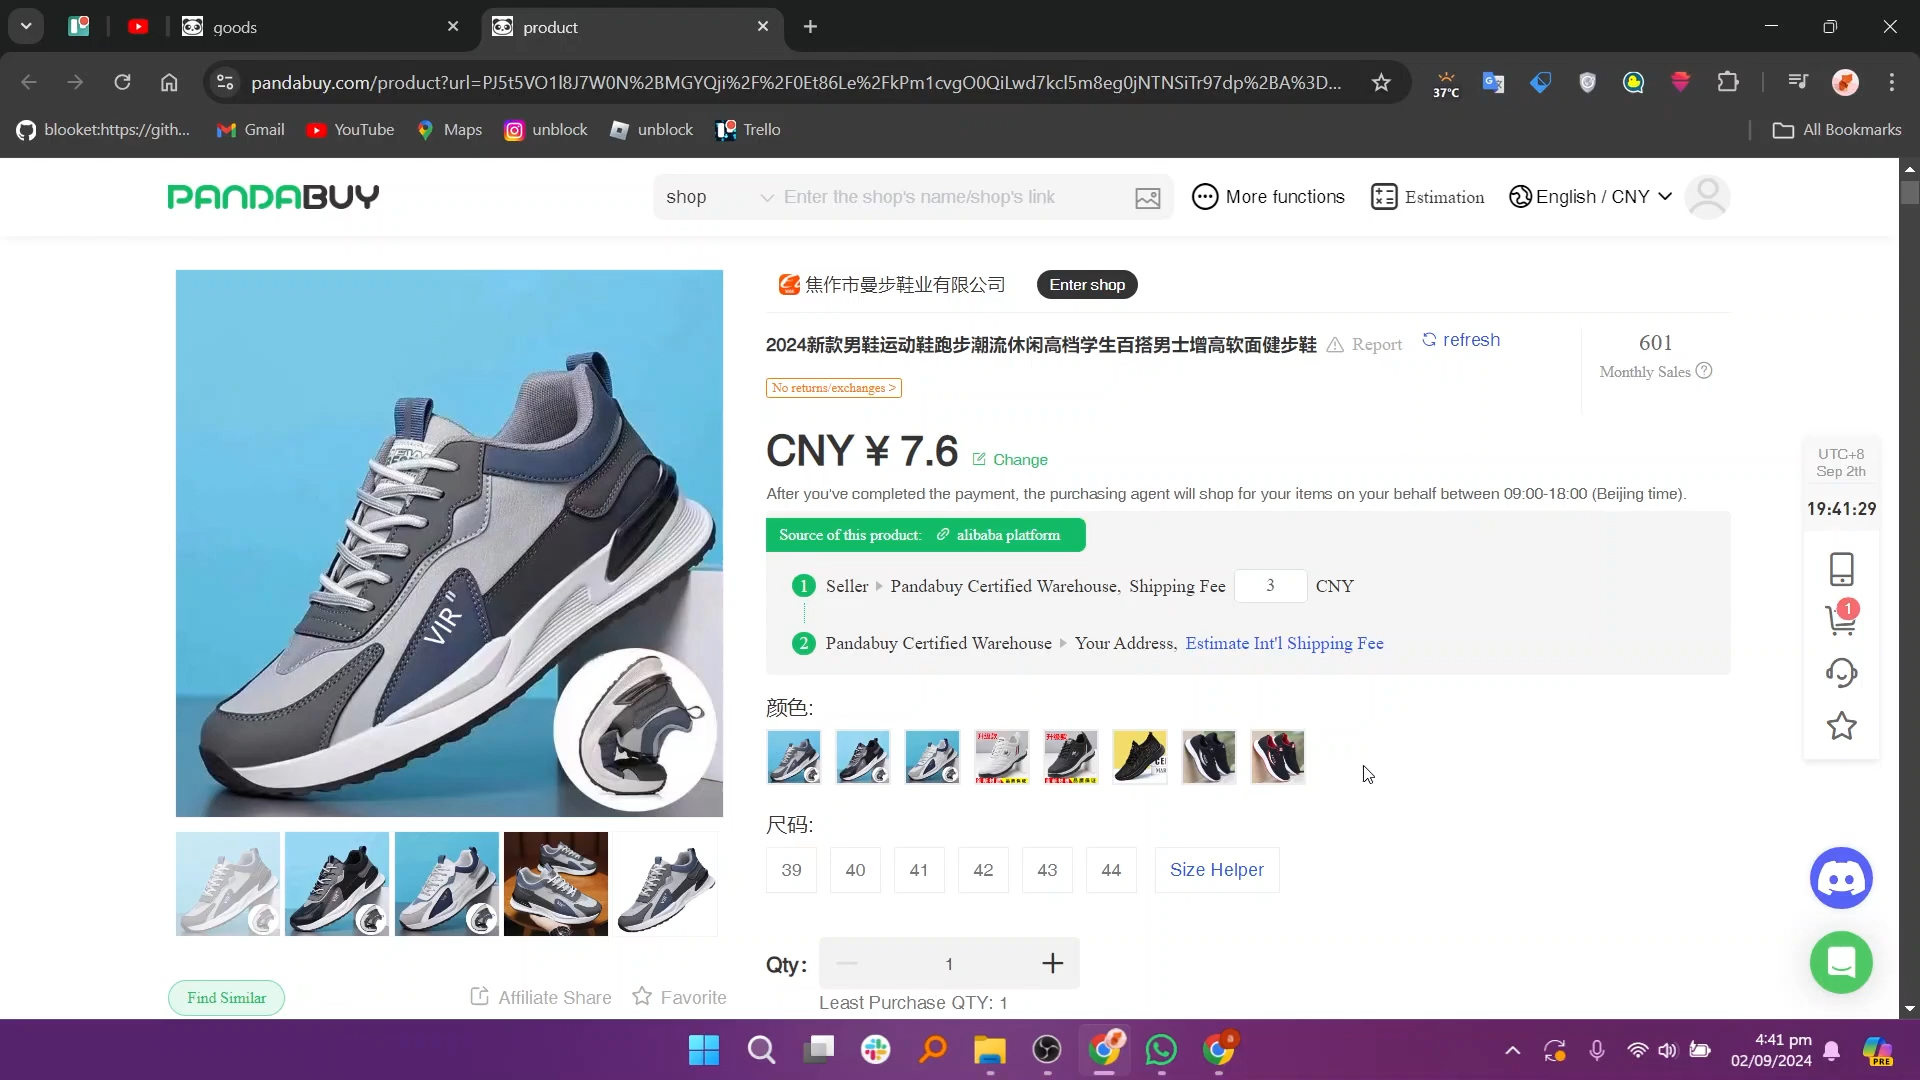 goods
product
pandabuy.com/product?url=PJ5t5VO1l8J7W0N%2BMGYQji%2F%2F0Et86Le%2FkPm1cvgO0QiLwd7kcl5m8eg0jNTNSiTr97dp%2BA%3D...
37°C
blooket:https://gith...
Gmail
YouTube
Maps
unblock
unblock
Trello
All Bookmarks
PANDABUY
shop
Enter the shop's name/shop's link
More functions
Estimation
English / CNY
焦作市曼步鞋业有限公司
Enter shop
2024新款男鞋运动鞋跑步潮流休闲高档学生百搭男士增高软面健步鞋
Report
refresh
601
Monthly Sales
No returns/exchanges >
CNY ¥ 7.6
Change
After you've completed the payment, the purchasing agent will shop for your items on your behalf between 09:00-18:00 (Beijing time).
Source of this product: alibaba platform
1 Seller Pandabuy Certified Warehouse, Shipping Fee 3 CNY
2 Pandabuy Certified Warehouse Your Address, Estimate Int'l Shipping Fee
VIR"
颜色:
升级款
升级款
尺码:
39
40
41
42
43
44
Size Helper
Qty:
1
Least Purchase QTY: 1
Find Similar
Affiliate Share
Favorite
UTC+8
Sep 2th
19:41:29
1
4:41 pm
02/09/2024
PRE